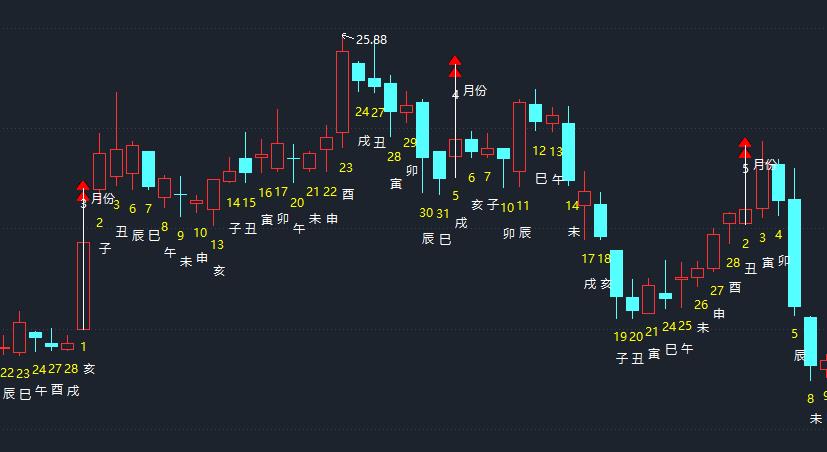 22 23 24 27 28
辰 巳 午 酉 戌
3 月份
1
亥
2
子
3
丑
6 7
辰 巳
8
午
9
未
10
申
13
亥
14 15
子 丑
16 17
寅 卯
20
午
21 22
未 申
23
酉
25.88
24 27
戌 丑
28
寅
29
卯
30 31
辰 巳
4 月份
5
戌
6 7
亥 子
10 11
卯 辰
12 13
巳 午
14
未
17 18
戌 亥
19 20
子 丑
21
寅
24 25
巳 午
26
未
27
申
28
酉
5 月份
2
丑
3
寅
4
卯
5
辰
8
未